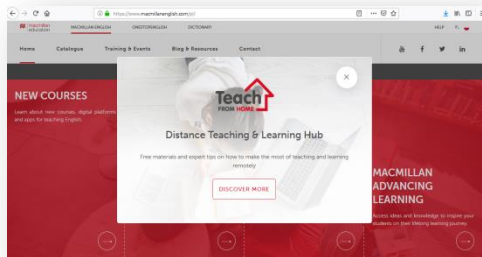 https://www.macmillanenglish.com/pl/
macmillan
education
MACMILLAN ENGLISH
ONESTOPENGLISH
DICTIONARY
HELP
PL
Home
Catalogue
Training & Events
Blog & Resources
Contact
NEW COURSES
Learn about new courses, digital platforms
and apps for teaching English.
Teach
FROM HOME
Distance Teaching & Learning Hub
Free materials and expert tips on how to make the most of teaching and learning
remotely
DISCOVER MORE
MACMILLAN
ADVANCING
LEARNING
Access ideas and knowledge to inspire your
students on their lifelong learning journey.